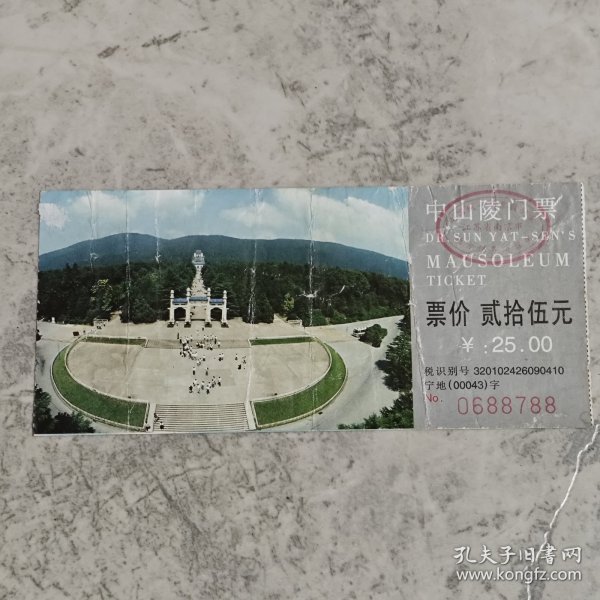 中山陵门票
DR. SUN YAT-SEN'S
MAUSOLEUM
TICKET
票价 贰拾伍元
￥:25.00
税识别号 320102426090410
宁地(00043)字
No. 0688788
孔夫子旧书网
www.kongfz.com